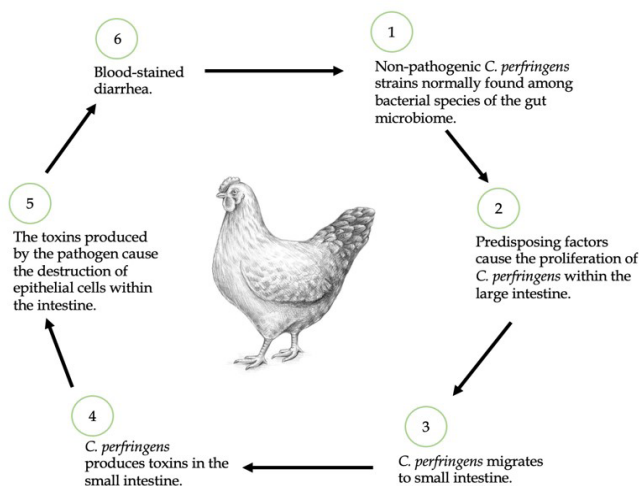 1
Non-pathogenic C. perfringens
strains normally found among
bacterial species of the gut
microbiome.
2
Predisposing factors
cause the proliferation of
C. perfringens within the
large intestine.
3
C. perfringens migrates
to small intestine.
4
C. perfringens
produces toxins in the
small intestine.
5
The toxins produced
by the pathogen cause
the destruction of
epithelial cells within
the intestine.
6
Blood-stained
diarrhea.